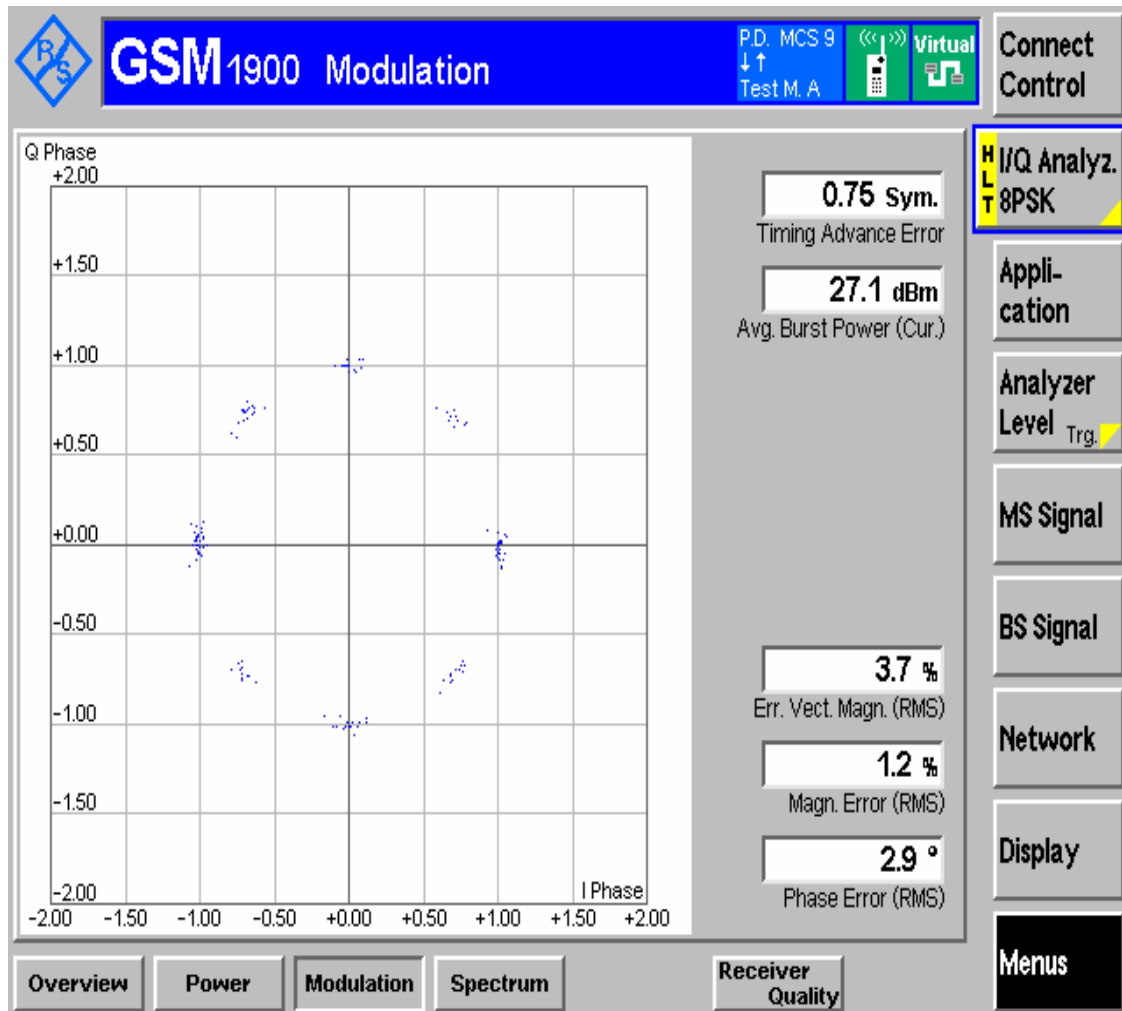 R/S
GSM 1900 Modulation
P.D. MCS 9
↓↑
Test M. A
Virtual
Connect
Control
Q Phase
+2.00
+1.50
+1.00
+0.50
+0.00
-0.50
-1.00
-1.50
-2.00
I Phase
-2.00 -1.50 -1.00 -0.50 +0.00 +0.50 +1.00 +1.50 +2.00
0.75 Sym.
Timing Advance Error
27.1 dBm
Avg. Burst Power (Cur.)
3.7 %
Err. Vect. Magn. (RMS)
1.2 %
Magn. Error (RMS)
2.9 °
Phase Error (RMS)
HLT
I/Q Analyz.
8PSK
Appli-
cation
Analyzer
Level Trg.
MS Signal
BS Signal
Network
Display
Menus
Overview
Power
Modulation
Spectrum
Receiver
Quality